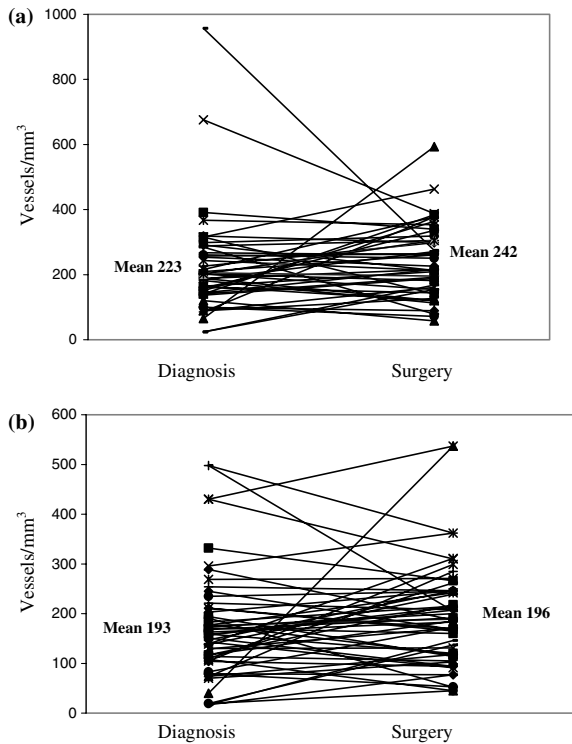 (a)
1000
800
600
400
200
0
Vessels/mm³
Mean 223
Mean 242
Diagnosis Surgery
(b)
600
500
400
300
200
100
0
Vessels/mm³
Mean 193
Mean 196
Diagnosis Surgery